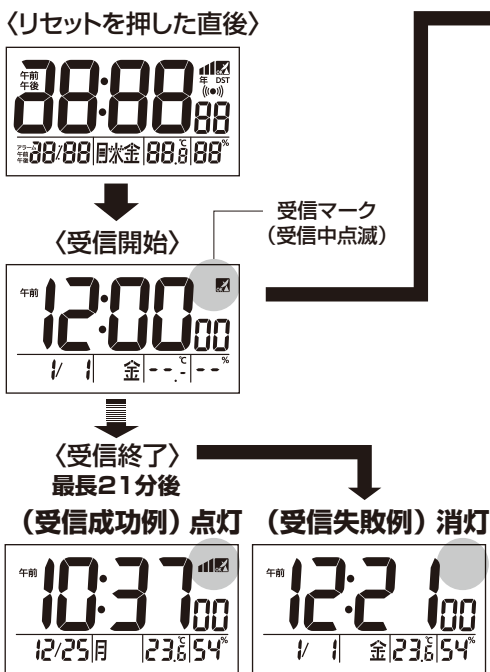 〈リセットを押した直後〉
午前
午後
88:88 88
年 DST
アラーム
午前
午後
88/88 月水金 88.8℃ 88%
受信マーク
（受信中点滅）
〈受信開始〉
午前 12:00 00
1/ 1 金 --.-℃ --%
〈受信終了〉
最長21分後
（受信成功例）点灯 （受信失敗例）消灯
午前 10:37 00
12/25 月 23.6℃ 54%
午前 12:21 00
1/ 1 金 23.6℃ 54%